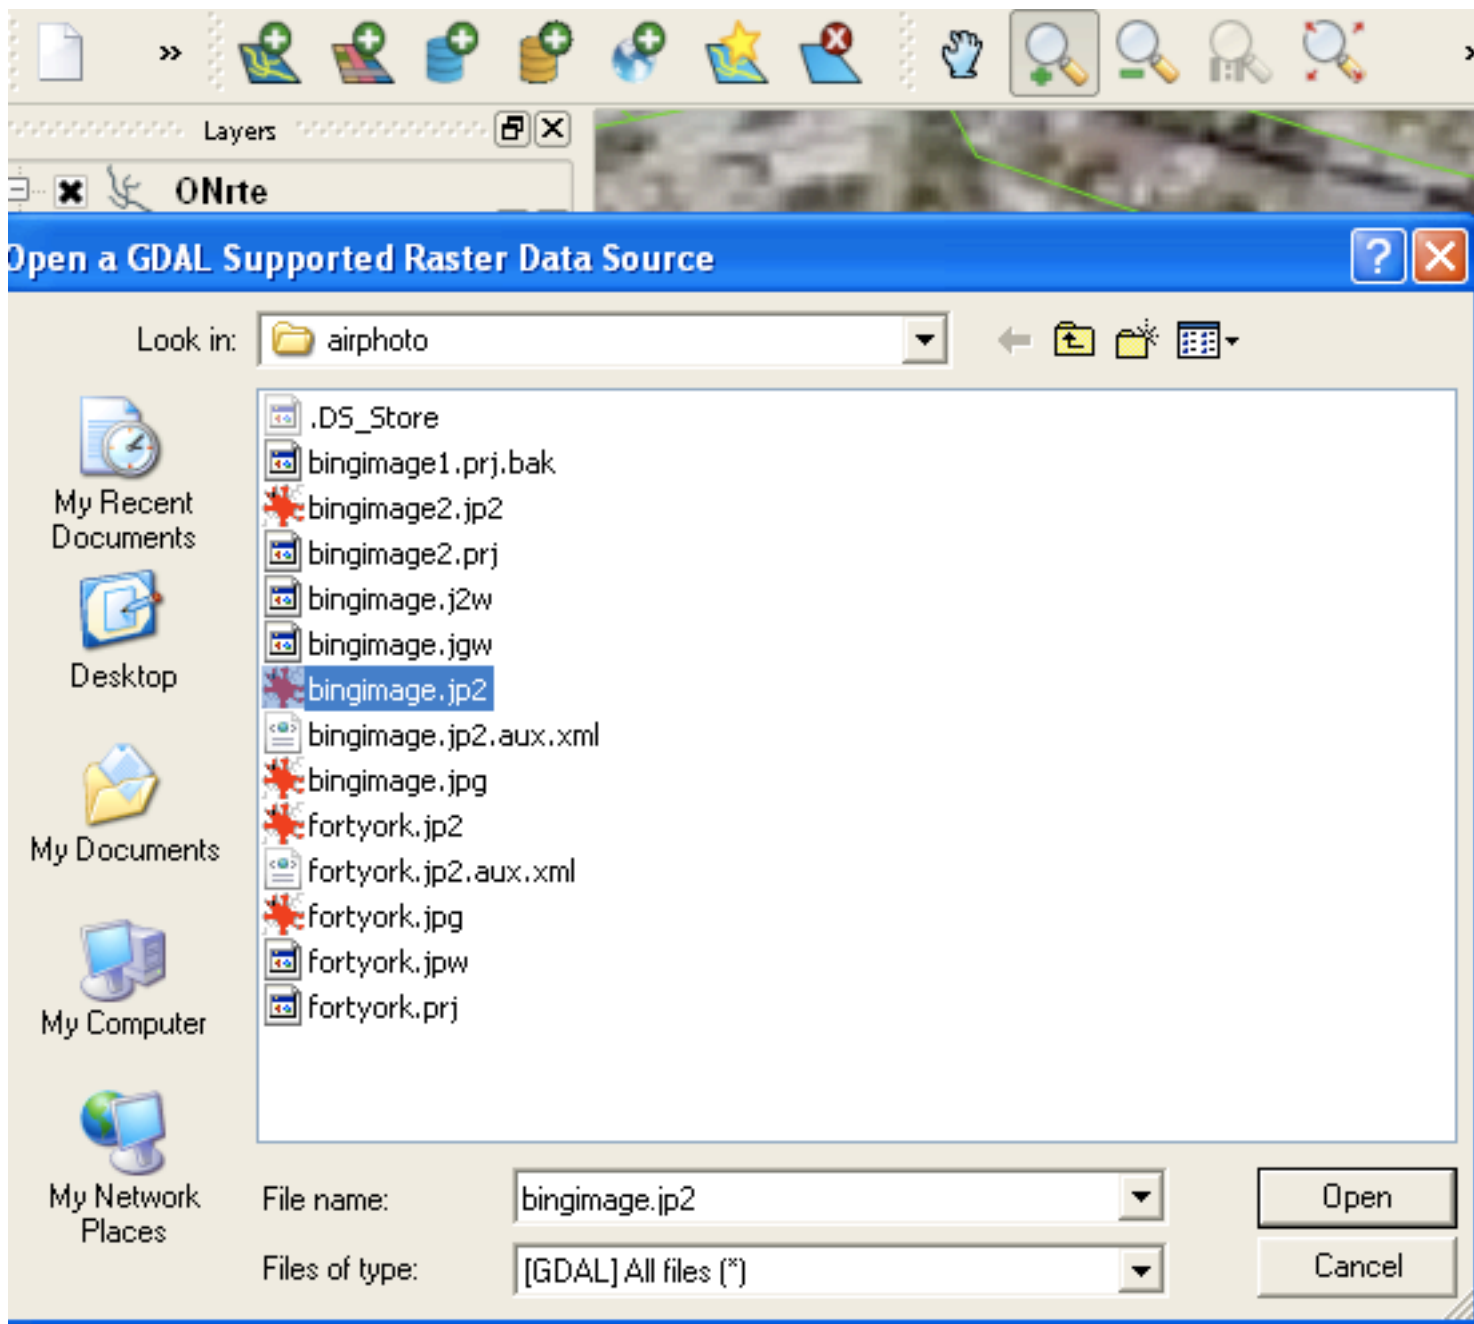 Layers
ONrte
Open a GDAL Supported Raster Data Source
Look in:
airphoto
.DS_Store
bingimage1.prj.bak
bingimage2.jp2
bingimage2.prj
bingimage.j2w
bingimage.jgw
bingimage.jp2
bingimage.jp2.aux.xml
bingimage.jpg
fortyork.jp2
fortyork.jp2.aux.xml
fortyork.jpg
fortyork.jpw
fortyork.prj
My Recent
Documents
Desktop
My Documents
My Computer
My Network
Places
File name:
bingimage.jp2
Open
Files of type:
[GDAL] All files (*)
Cancel